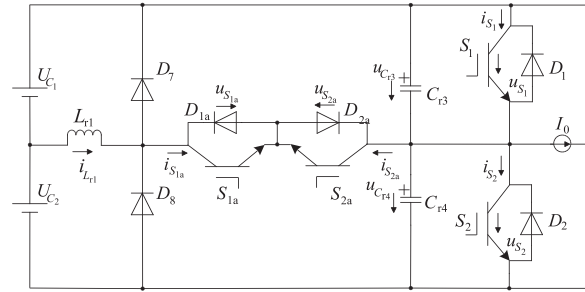 i_{S_1}
S_1
D_1
u_{S_1}
U_{C_1}
D_7
u_{C_{r3}} +
C_{r3}
u_{S_{1a}}
u_{S_{2a}}
D_{1a}
D_{2a}
L_{r1}
I_0
i_{L_{r1}}
i_{S_{1a}}
i_{S_{2a}}
i_{S_2}
U_{C_2}
D_8
S_{1a}
S_{2a}
u_{C_{r4}} +
C_{r4}
S_2
D_2
u_{S_2}